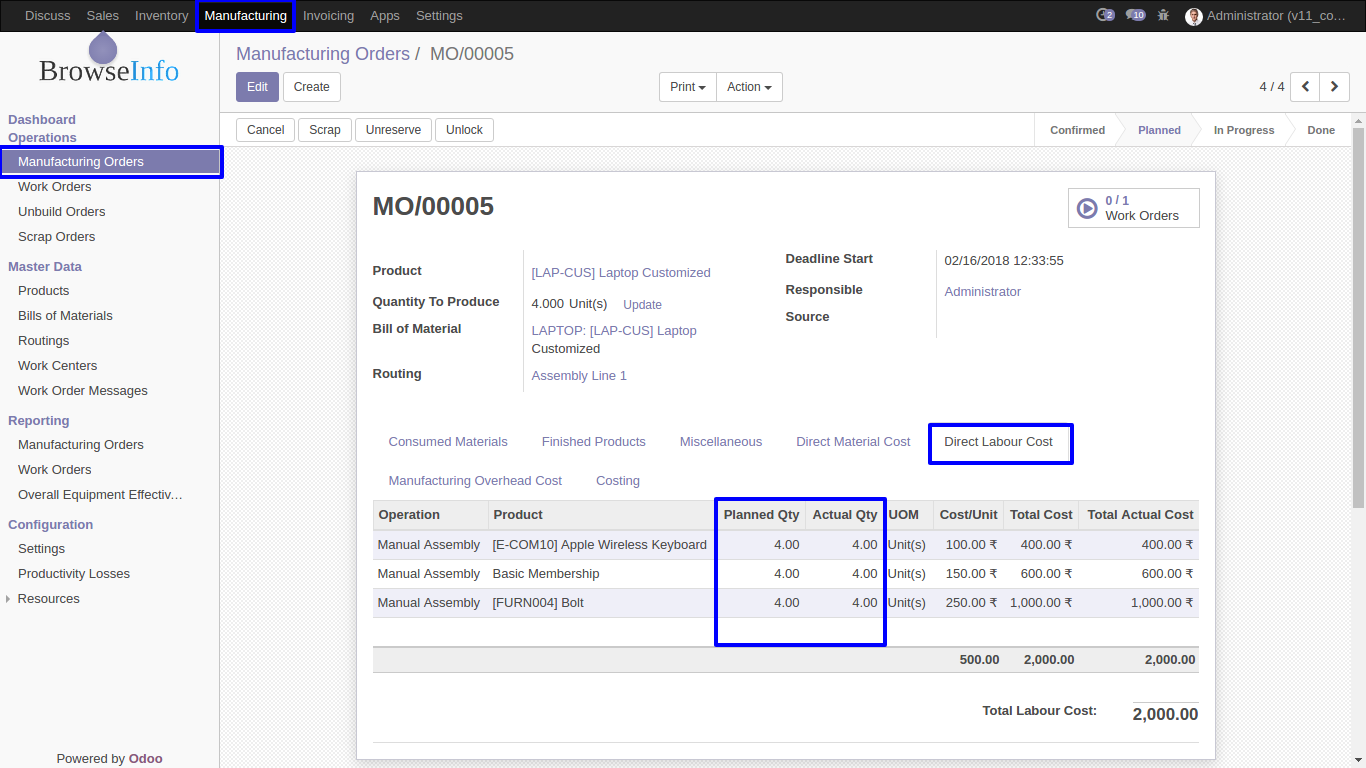 Discuss Sales Inventory Manufacturing Invoicing Apps Settings 2 10 Administrator (v11_co...
BrowseInfo
Manufacturing Orders / MO/00005
Edit Create Print Action 4 / 4
Cancel Scrap Unreserve Unlock Confirmed Planned In Progress Done
Dashboard
Operations
Manufacturing Orders
Work Orders
Unbuild Orders
Scrap Orders
Master Data
Products
Bills of Materials
Routings
Work Centers
Work Order Messages
Reporting
Manufacturing Orders
Work Orders
Overall Equipment Effectiv...
Configuration
Settings
Productivity Losses
Resources
Powered by Odoo
MO/00005
0 / 1
Work Orders
Product [LAP-CUS] Laptop Customized
Quantity To Produce 4.000 Unit(s) Update
Bill of Material LAPTOP: [LAP-CUS] Laptop
Customized
Routing Assembly Line 1
Deadline Start 02/16/2018 12:33:55
Responsible Administrator
Source
Consumed Materials Finished Products Miscellaneous Direct Material Cost Direct Labour Cost
Manufacturing Overhead Cost Costing
Operation Product Planned Qty Actual Qty UOM Cost/Unit Total Cost Total Actual Cost
Manual Assembly [E-COM10] Apple Wireless Keyboard 4.00 4.00 Unit(s) 100.00 ₹ 400.00 ₹ 400.00 ₹
Manual Assembly Basic Membership 4.00 4.00 Unit(s) 150.00 ₹ 600.00 ₹ 600.00 ₹
Manual Assembly [FURN004] Bolt 4.00 4.00 Unit(s) 250.00 ₹ 1,000.00 ₹ 1,000.00 ₹
500.00 2,000.00 2,000.00
Total Labour Cost: 2,000.00